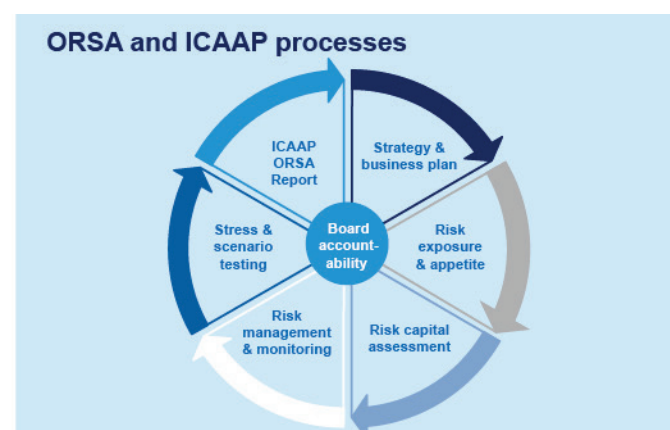 ORSA and ICAAP processes
ICAAP
ORSA
Report
Strategy &
business plan
Stress &
scenario
testing
Board
account-
ability
Risk
exposure
& appetite
Risk
management
& monitoring
Risk capital
assessment